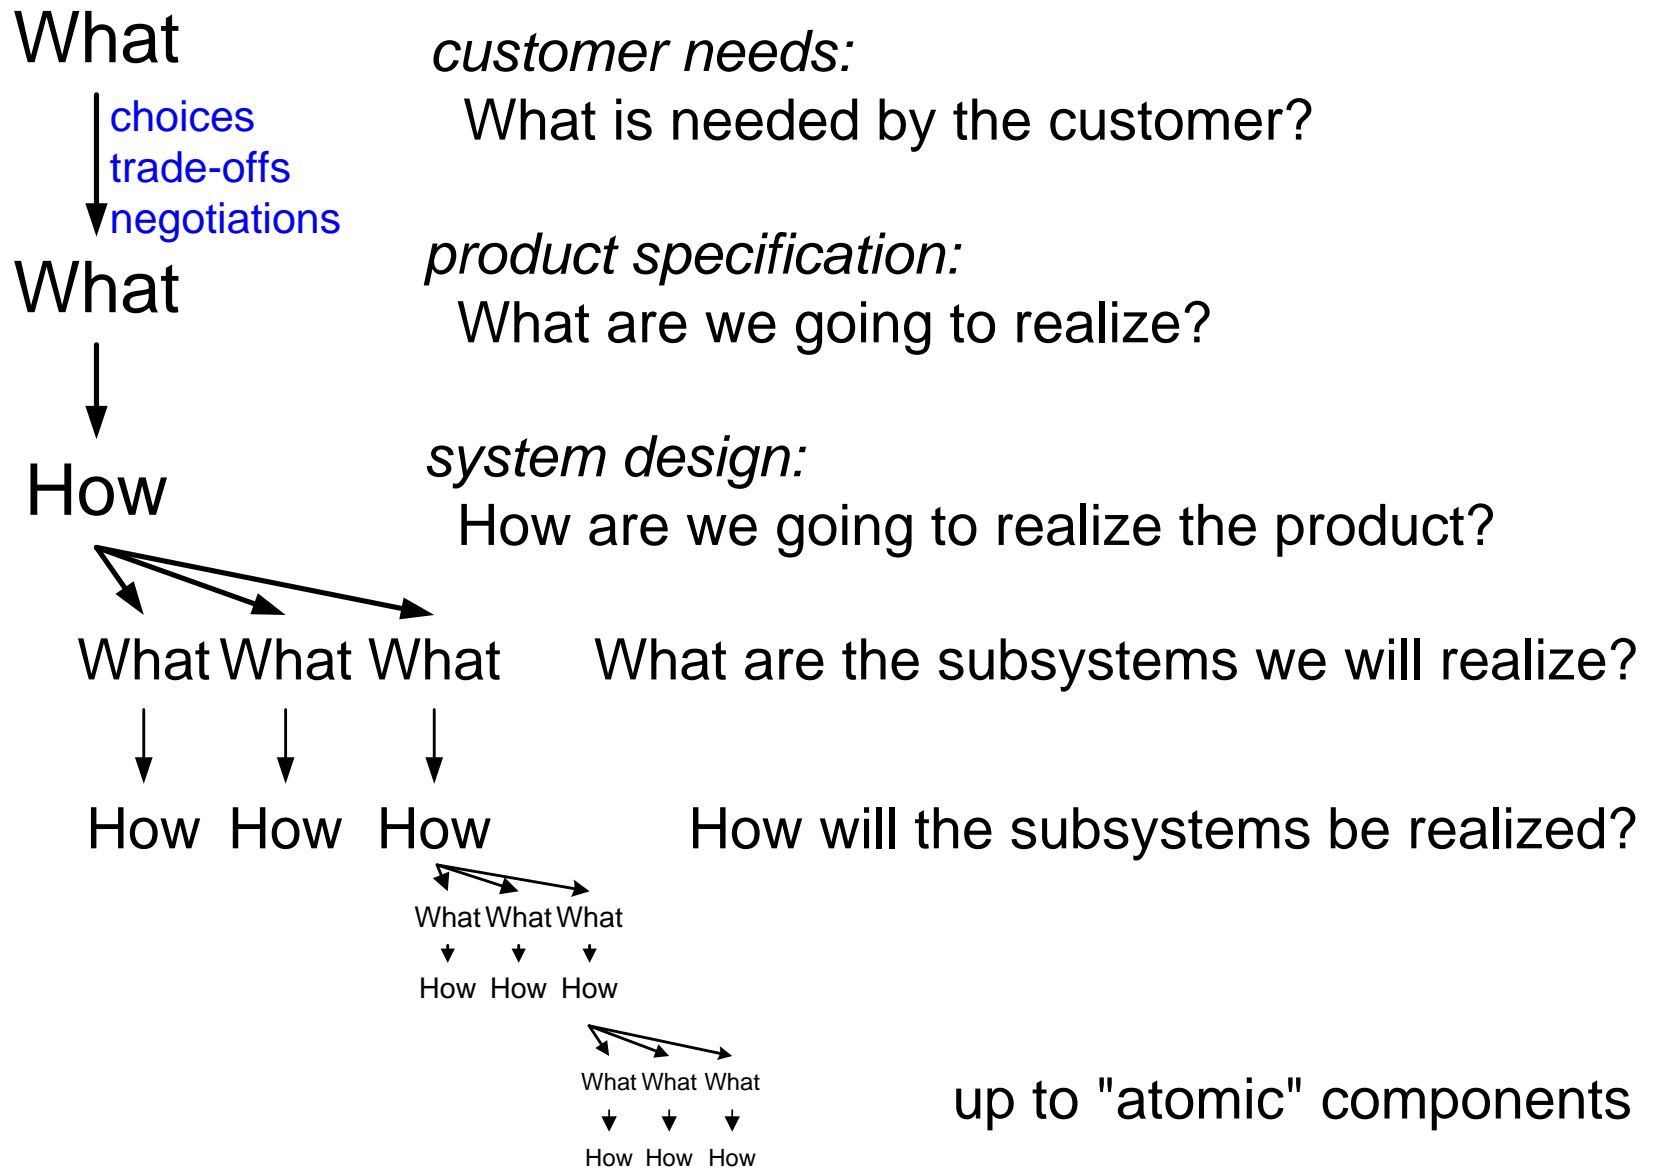 What
customer needs:
What is needed by the customer?
choices
trade-offs
negotiations
What
product specification:
What are we going to realize?
How
system design:
How are we going to realize the product?
What What What
What are the subsystems we will realize?
How How How
How will the subsystems be realized?
What What What
How How How
What What What
up to "atomic" components
How How How